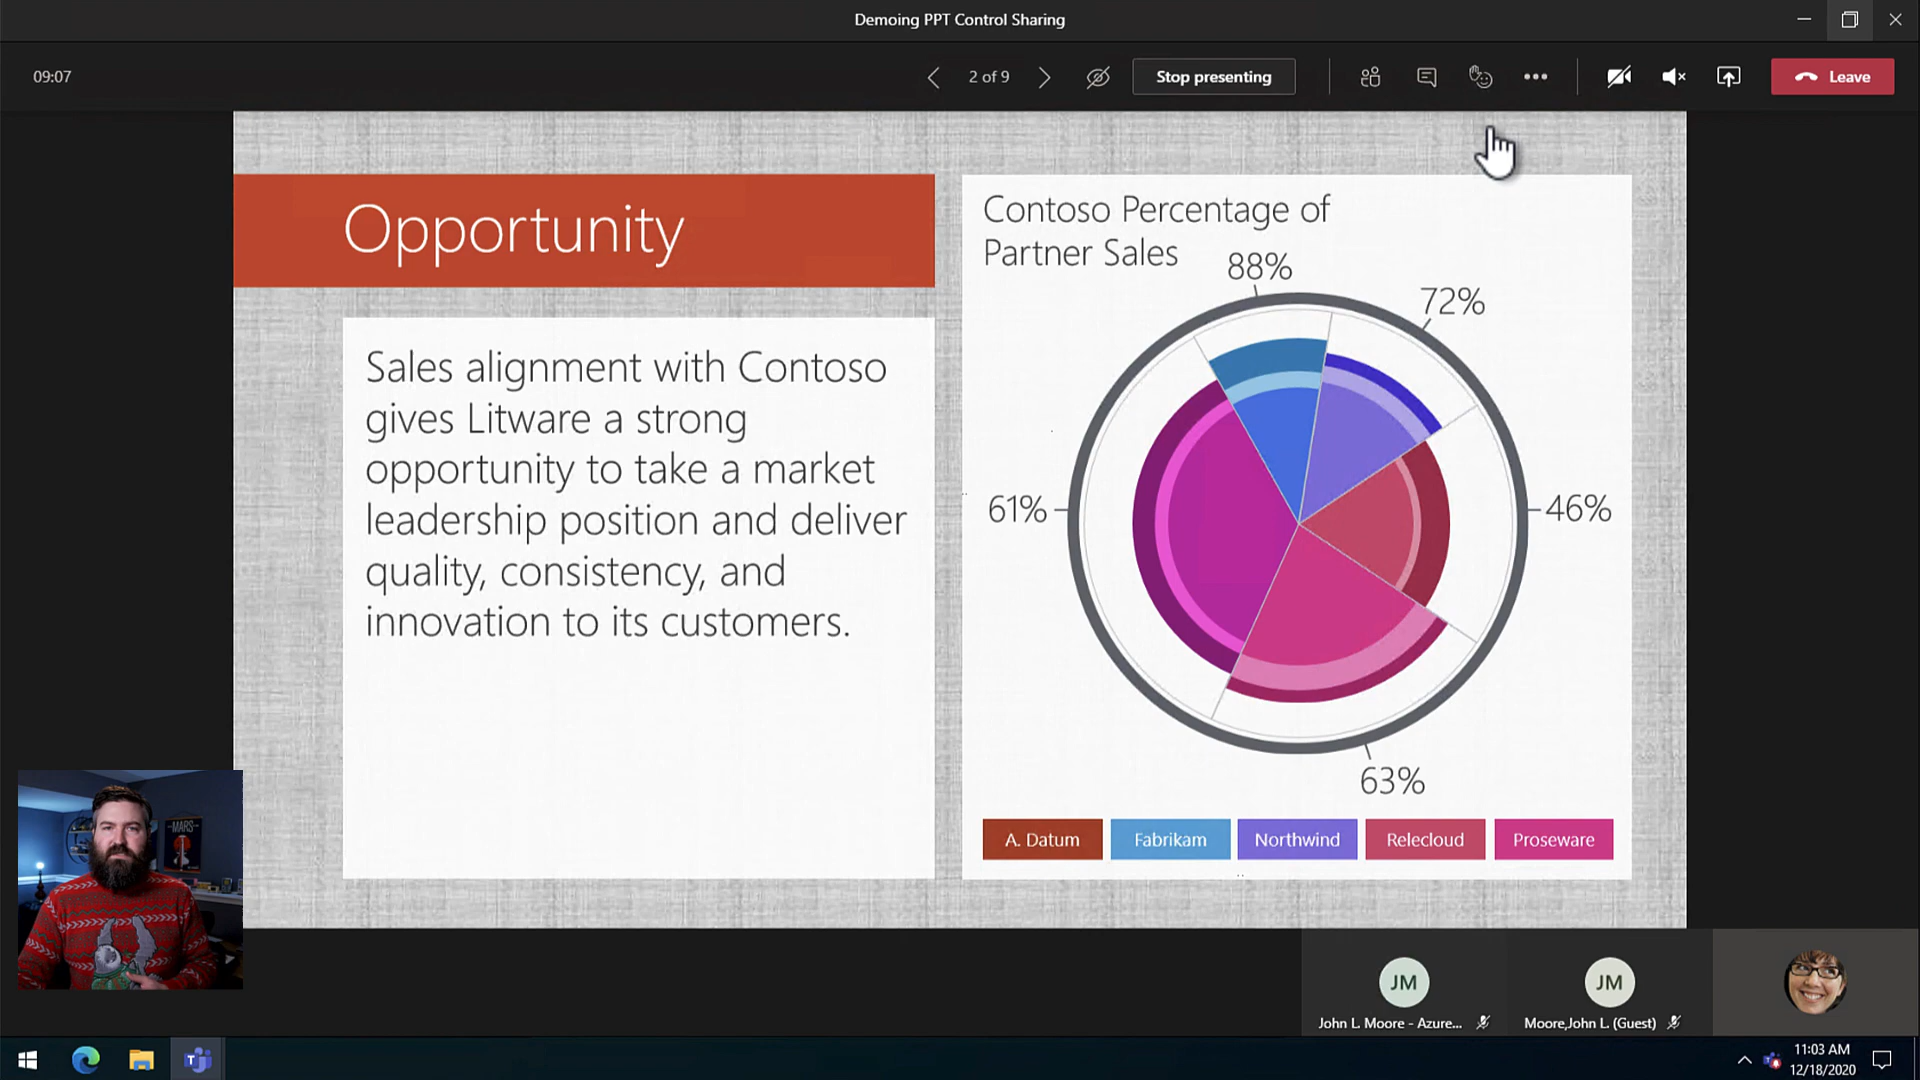 Demoing PPT Control Sharing
09:07
2 of 9
Stop presenting
Leave
Opportunity
Sales alignment with Contoso
gives Litware a strong
opportunity to take a market
leadership position and deliver
quality, consistency, and
innovation to its customers.
Contoso Percentage of
Partner Sales
88%
72%
61%
46%
63%
A. Datum
Fabrikam
Northwind
Relecloud
Proseware
MARS
JM
John L. Moore - Azure...
JM
Moore,John L. (Guest)
11:03 AM
12/18/2020